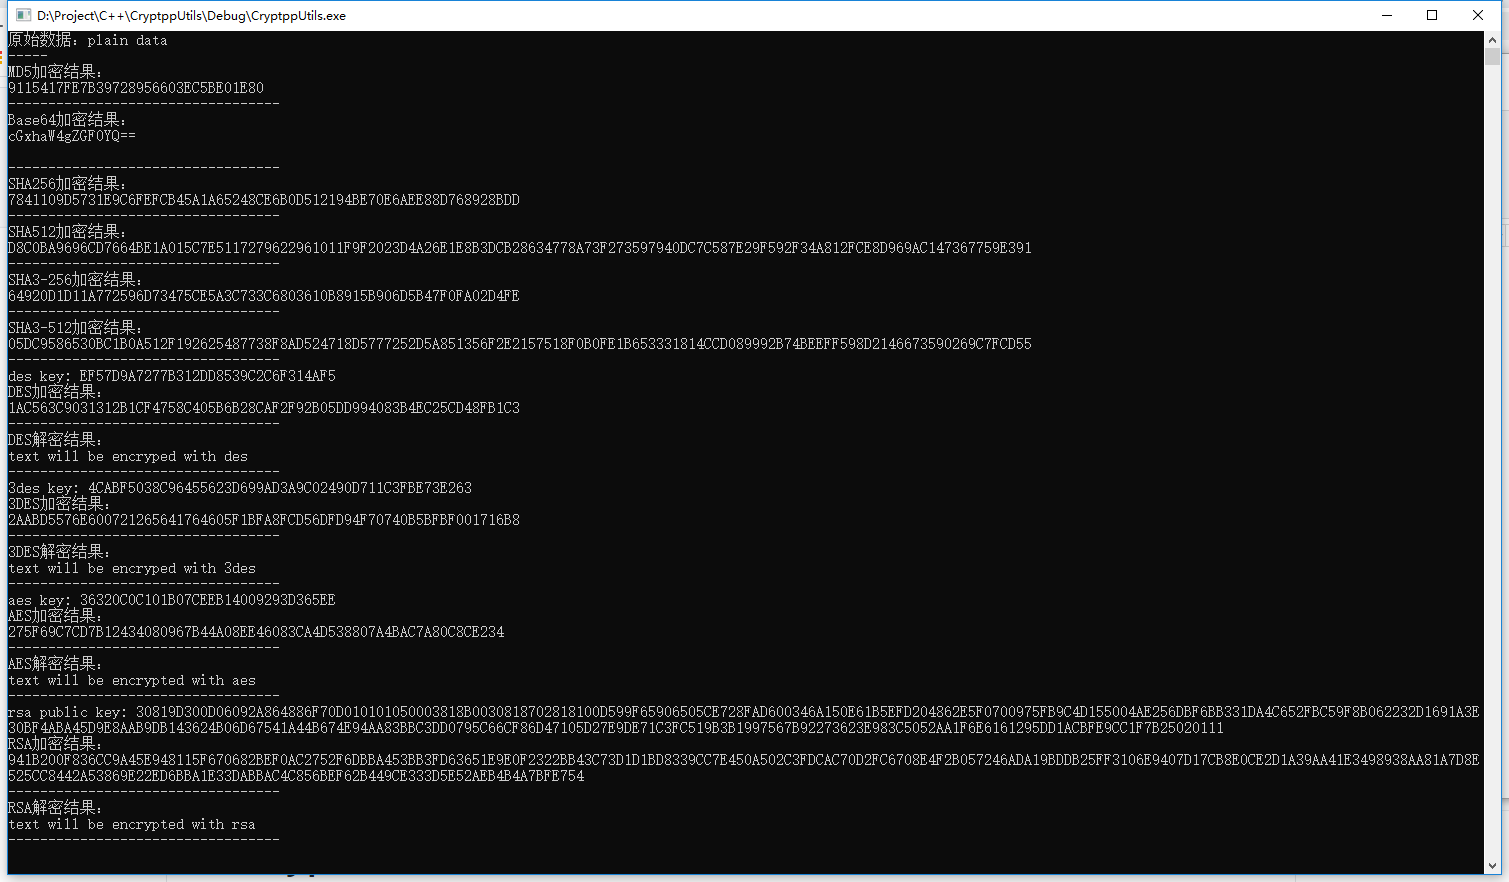 D:\Project\C++\CryptppUtils\Debug\CryptppUtils.exe
原始数据：plain data
-----
MD5加密结果：
9115417FE7B39728956603EC5BE01E80
----------------------------------
Base64加密结果：
cGxhaW4gZGF0YQ==
----------------------------------
SHA256加密结果：
7841109D5731E9C6FEFCB45A1A65248CE6B0D512194BE70E6AEE88D768928BDD
----------------------------------
SHA512加密结果：
D8C0BA9696CD7664BE1A015C7E5117279622961011F9F2023D4A26E1E8B3DCB28634778A73F273597940DC7C587E29F592F34A812FCE8D969AC147367759E391
----------------------------------
SHA3-256加密结果：
64920D1D11A772596D73475CE5A3C733C6803610B8915B906D5B47F0FA02D4FE
----------------------------------
SHA3-512加密结果：
05DC9586530BC1B0A512F192625487738F8AD524718D5777252D5A851356F2E2157518F0B0FE1B653331814CCD089992B74BEEFF598D2146673590269C7FCD55
----------------------------------
des key: EF57D9A7277B312DD8539C2C6F314AF5
DES加密结果：
1AC563C9031312B1CF4758C405B6B28CAF2F92B05DD994083B4EC25CD48FB1C3
----------------------------------
DES解密结果：
text will be encryped with des
----------------------------------
3des key: 4CABF5038C96455623D699AD3A9C02490D711C3FBE73E263
3DES加密结果：
2AABD5576E600721265641764605F1BFA8FCD56DFD94F70740B5BFBF001716B8
----------------------------------
3DES解密结果：
text will be encryped with 3des
----------------------------------
aes key: 36320C0C101B07CEEB14009293D365EE
AES加密结果：
275F69C7CD7B12434080967B44A08EE46083CA4D538807A4BAC7A80C8CE234
----------------------------------
AES解密结果：
text will be encrypted with aes
----------------------------------
rsa public key: 30819D300D06092A864886F70D010101050003818B0030818702818100D599F65906505CE728FAD600346A150E61B5EFD204862E5F0700975FB9C4D155004AE256DBF6BB331DA4C652FBC59F8B062232D1691A3E
30BF4ABA45D9E8AAB9DB143624B06D67541A44B674E94AA83BBC3DD0795C66CF86D47105D27E9DE71C3FC519B3B1997567B92273623E983C5052AA1F6E6161295DD1ACBFE9CC1F7B25020111
RSA加密结果：
941B200F836CC9A45E948115F670682BEF0AC2752F6DBBA453BB3FD63651E9E0F2322BB43C73D1D1BD8339CC7E450A502C3FDCAC70D2FC6708E4F2B057246ADA19BDDB25FF3106E9407D17CB8E0CE2D1A39AA41E3498938AA81A7D8E
525CC8442A53869E22ED6BBA1E33DABBAC4C856BEF62B449CE333D5E52AEB4B4A7BFE754
----------------------------------
RSA解密结果：
text will be encrypted with rsa
----------------------------------